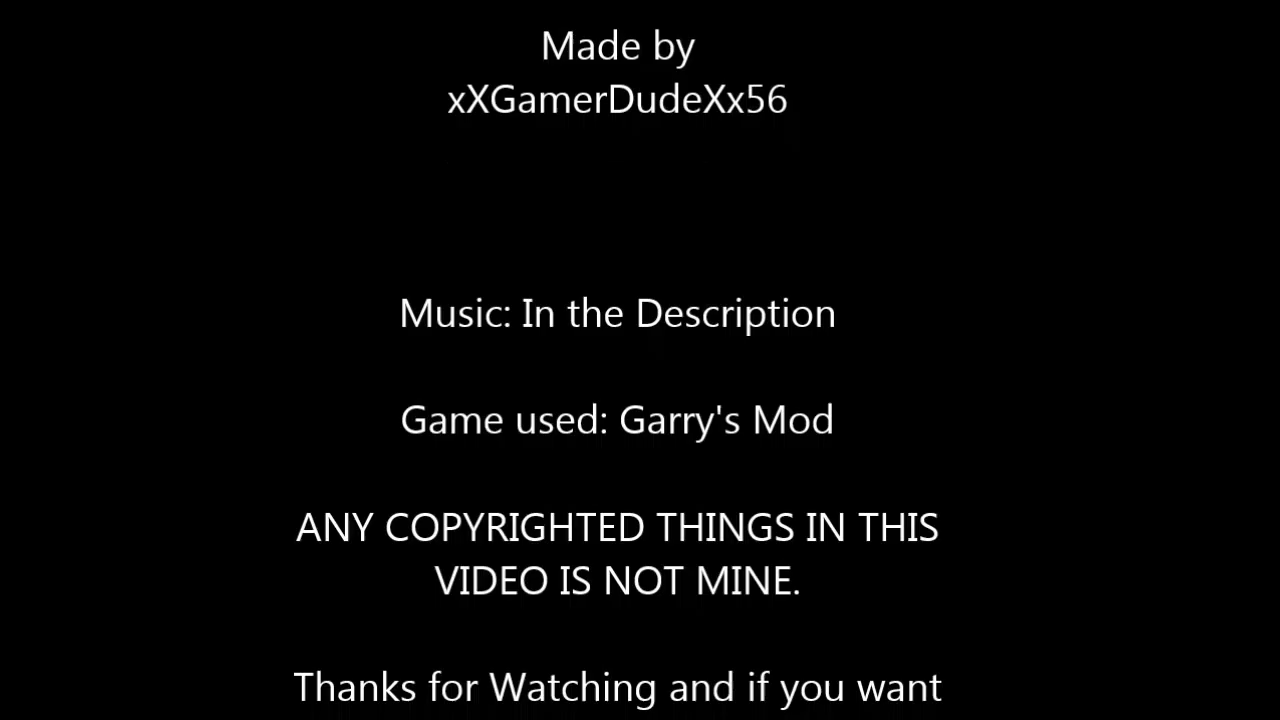 Made by
xXGamerDudeXx56
Music: In the Description
Game used: Garry's Mod
ANY COPYRIGHTED THINGS IN THIS
VIDEO IS NOT MINE.
Thanks for Watching and if you want